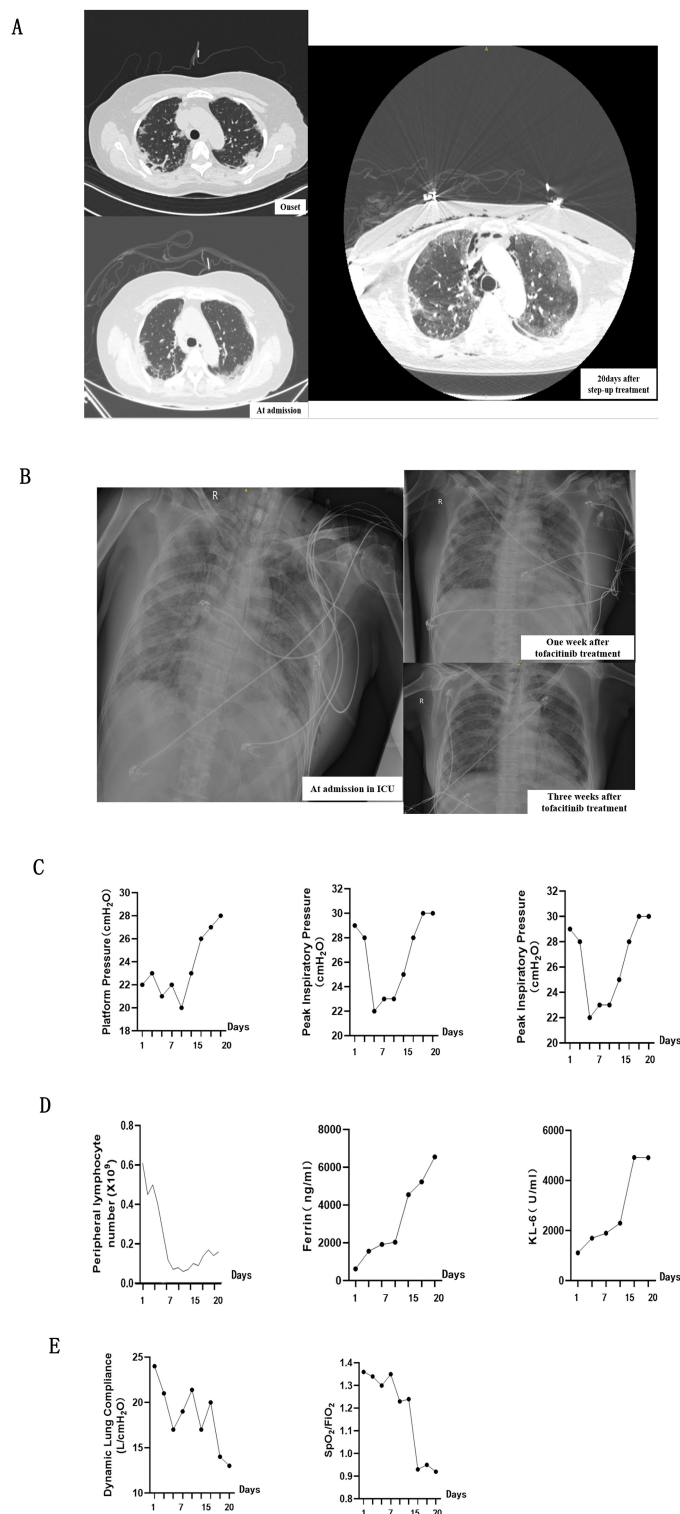 A
A
Onset
At admission
20days after
step-up treatment
B
R
At admission in ICU
R
One week after
tofacitinib treatment
R
Three weeks after
tofacitinib treatment
C
Platform Pressure(cmH2O)
30
28
26
24
22
20
18
1
7
15
20
Days
Peak Inspiratory Pressure
(cmH2O)
32
30
28
26
24
22
20
1
7
15
20
Days
Peak Inspiratory Pressure
(cmH2O)
32
30
28
26
24
22
20
1
7
15
20
Days
D
Peripheral lymphocyte
number (X10⁹)
0.8
0.6
0.4
0.2
0.0
1
7
15
20
Days
Ferrin( ng/ml)
8000
6000
4000
2000
0
1
7
15
20
Days
KL-6( U/ml)
6000
4000
2000
0
1
7
15
20
Days
E
Dynamic Lung Compliance
(L/cmH2O)
25
20
15
10
1
7
15
20
Days
SpO2/FiO2
1.4
1.3
1.2
1.1
1.0
0.9
0.8
1
7
15
20
Days